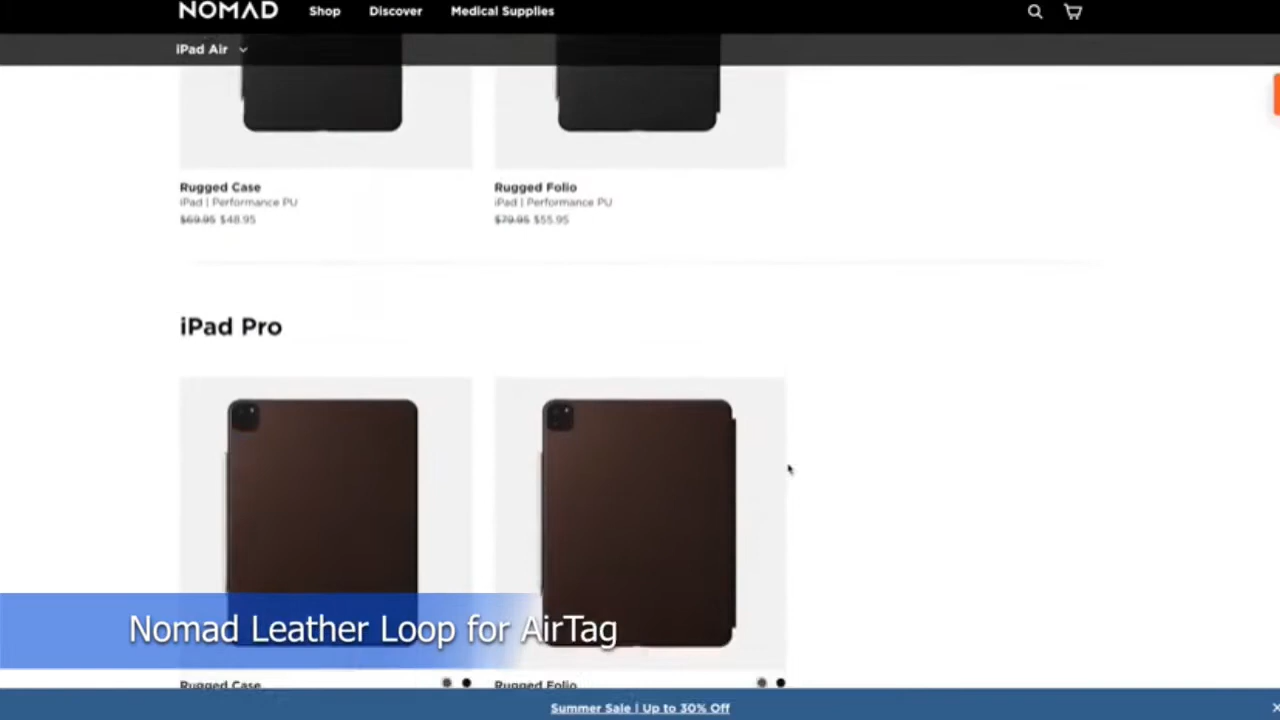 NOMAD
Shop
Discover
Medical Supplies
iPad Air
Rugged Case
iPad | Performance PU
$69.95 $48.95
Rugged Folio
iPad | Performance PU
$79.95 $55.95
iPad Pro
Nomad Leather Loop for AirTag
Rugged Case
Rugged Folio
Summer Sale | Up to 30% Off